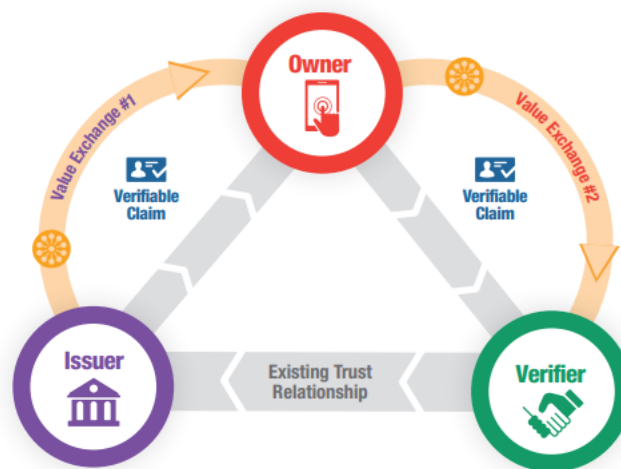 Owner
Value Exchange #1
Value Exchange #2
Verifiable
Claim
Verifiable
Claim
Issuer
Existing Trust
Relationship
Verifier